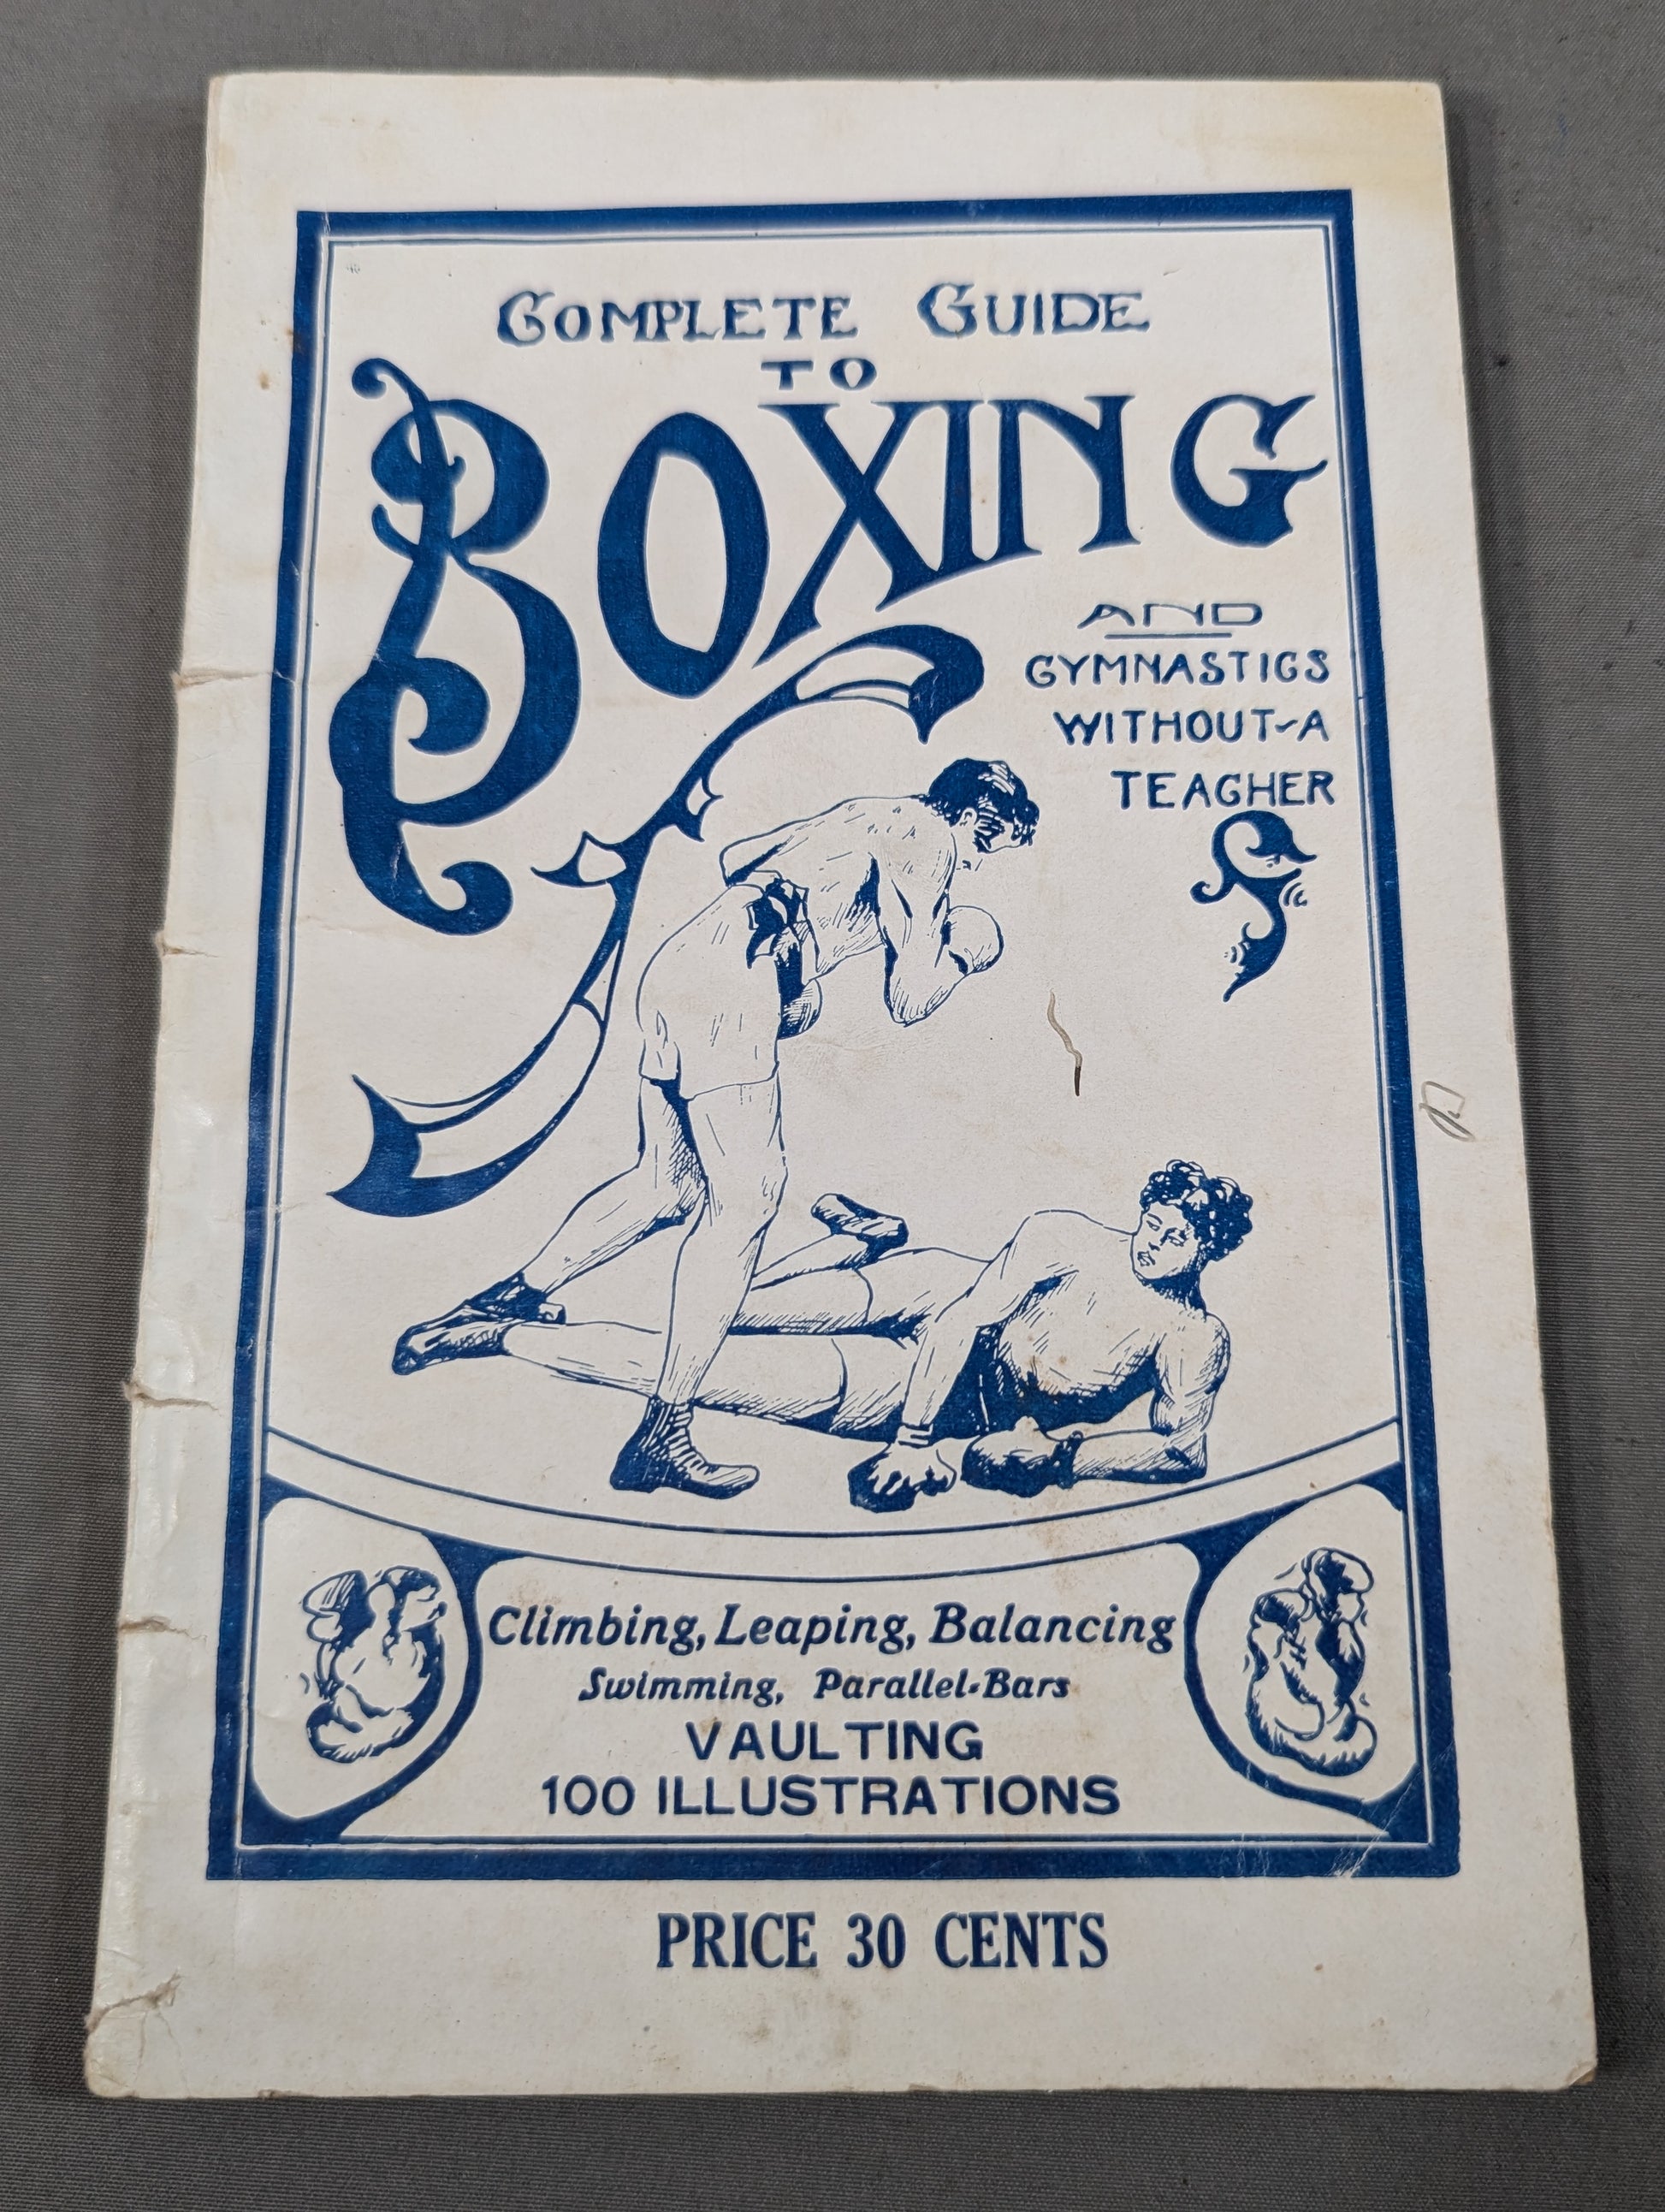 COMPLETE GUIDE
TO
BOXING
AND
GYMNASTICS
WITHOUT-A
TEACHER
Climbing, Leaping, Balancing
Swimming, Parallel-Bars
VAULTING
100 ILLUSTRATIONS
PRICE 30 CENTS